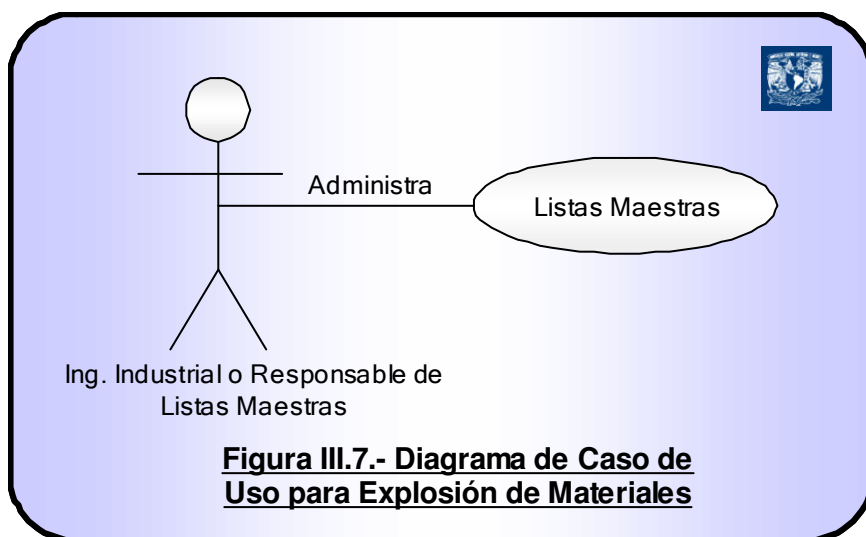 Administra
Listas Maestras
Ing. Industrial o Responsable de
Listas Maestras
Figura III.7.- Diagrama de Caso de
Uso para Explosión de Materiales